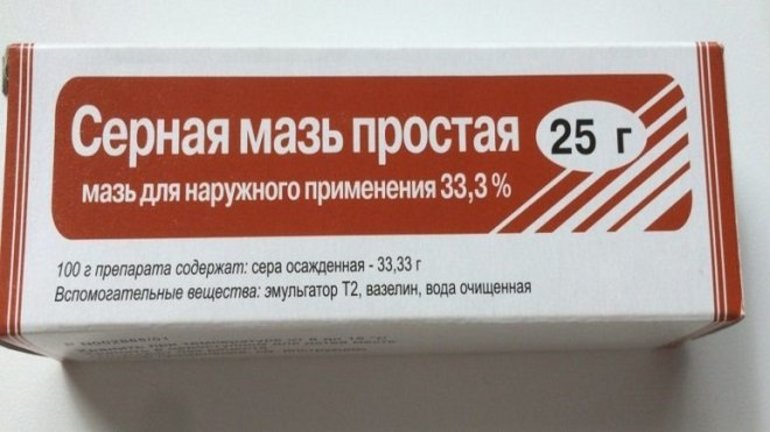 Серная мазь простая
25 г
мазь для наружного применения 33,3 %
100 г препарата содержат: сера осажденная - 33,33 г
Вспомогательные вещества: эмульгатор Т2, вазелин, вода очищенная